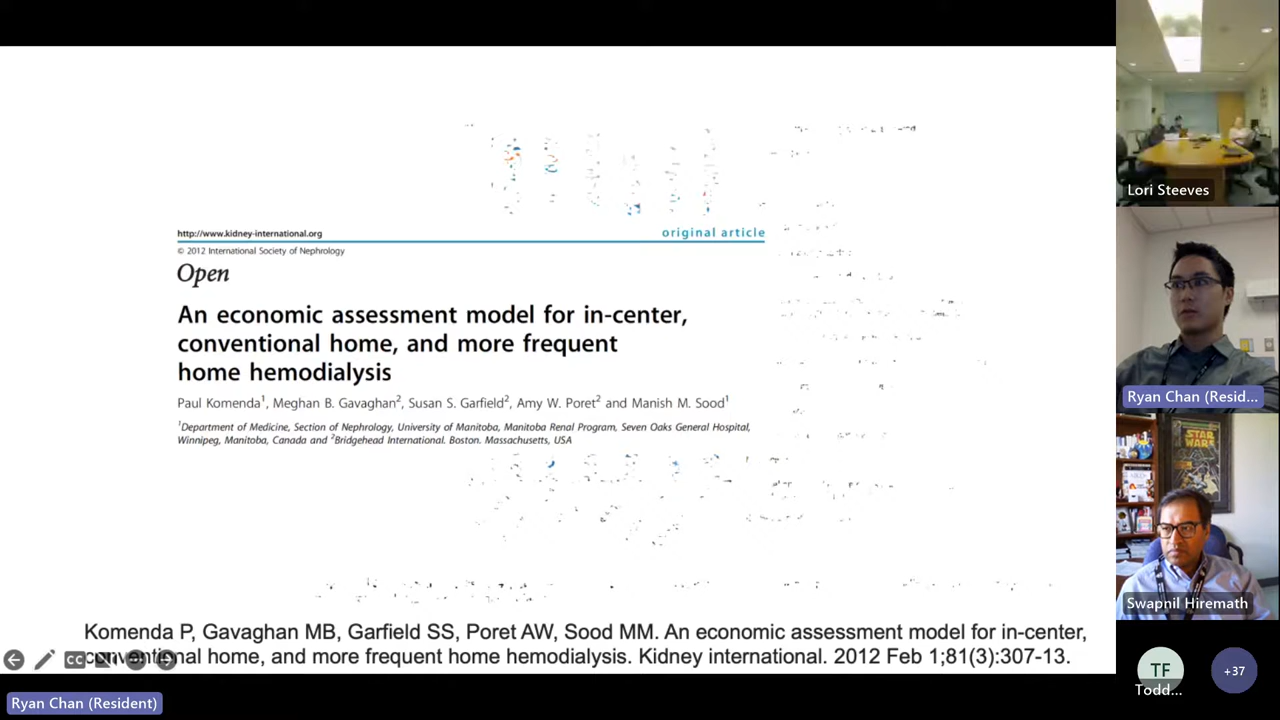 http://www.kidney-international.org
original article
© 2012 International Society of Nephrology
Open
An economic assessment model for in-center,
conventional home, and more frequent
home hemodialysis
Paul Komenda1, Meghan B. Gavaghan2, Susan S. Garfield2, Amy W. Poret2 and Manish M. Sood1
1Department of Medicine, Section of Nephrology, University of Manitoba, Manitoba Renal Program, Seven Oaks General Hospital,
Winnipeg, Manitoba, Canada and 2Bridgehead International. Boston. Massachusetts, USA
Komenda P, Gavaghan MB, Garfield SS, Poret AW, Sood MM. An economic assessment model for in-center,
conventional home, and more frequent home hemodialysis. Kidney international. 2012 Feb 1;81(3):307-13.
CC
Ryan Chan (Resident)
Lori Steeves
Ryan Chan (Resid...
STAR
WARS
Swapnil Hiremath
TF
Todd...
+37